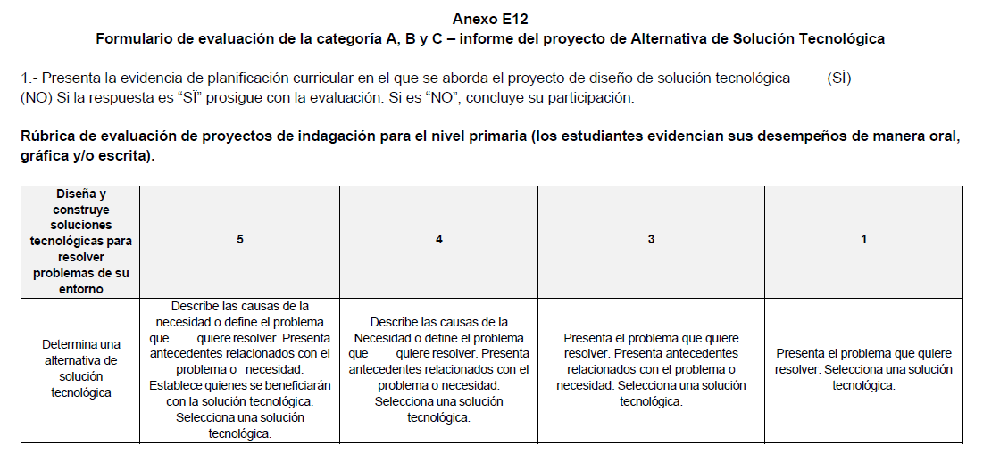 Anexo E12
Formulario de evaluación de la categoría A, B y C – informe del proyecto de Alternativa de Solución Tecnológica
1.- Presenta la evidencia de planificación curricular en el que se aborda el proyecto de diseño de solución tecnológica (SÍ)
(NO) Si la respuesta es “SÏ” prosigue con la evaluación. Si es “NO”, concluye su participación.
Rúbrica de evaluación de proyectos de indagación para el nivel primaria (los estudiantes evidencian sus desempeños de manera oral,
gráfica y/o escrita).
Diseña y
construye
soluciones
tecnológicas para
resolver
problemas de su
entorno
5
4
3
1
Determina una
alternativa de
solución
tecnológica
Describe las causas de la
necesidad o define el problema
que quiere resolver. Presenta
antecedentes relacionados con el
problema o necesidad.
Establece quienes se beneficiarán
con la solución tecnológica.
Selecciona una solución
tecnológica.
Describe las causas de la
Necesidad o define el problema
que quiere resolver. Presenta
antecedentes relacionados con el
problema o necesidad.
Selecciona una solución
tecnológica.
Presenta el problema que quiere
resolver. Presenta antecedentes
relacionados con el problema o
necesidad. Selecciona una solución
tecnológica.
Presenta el problema que quiere
resolver. Selecciona una solución
tecnológica.